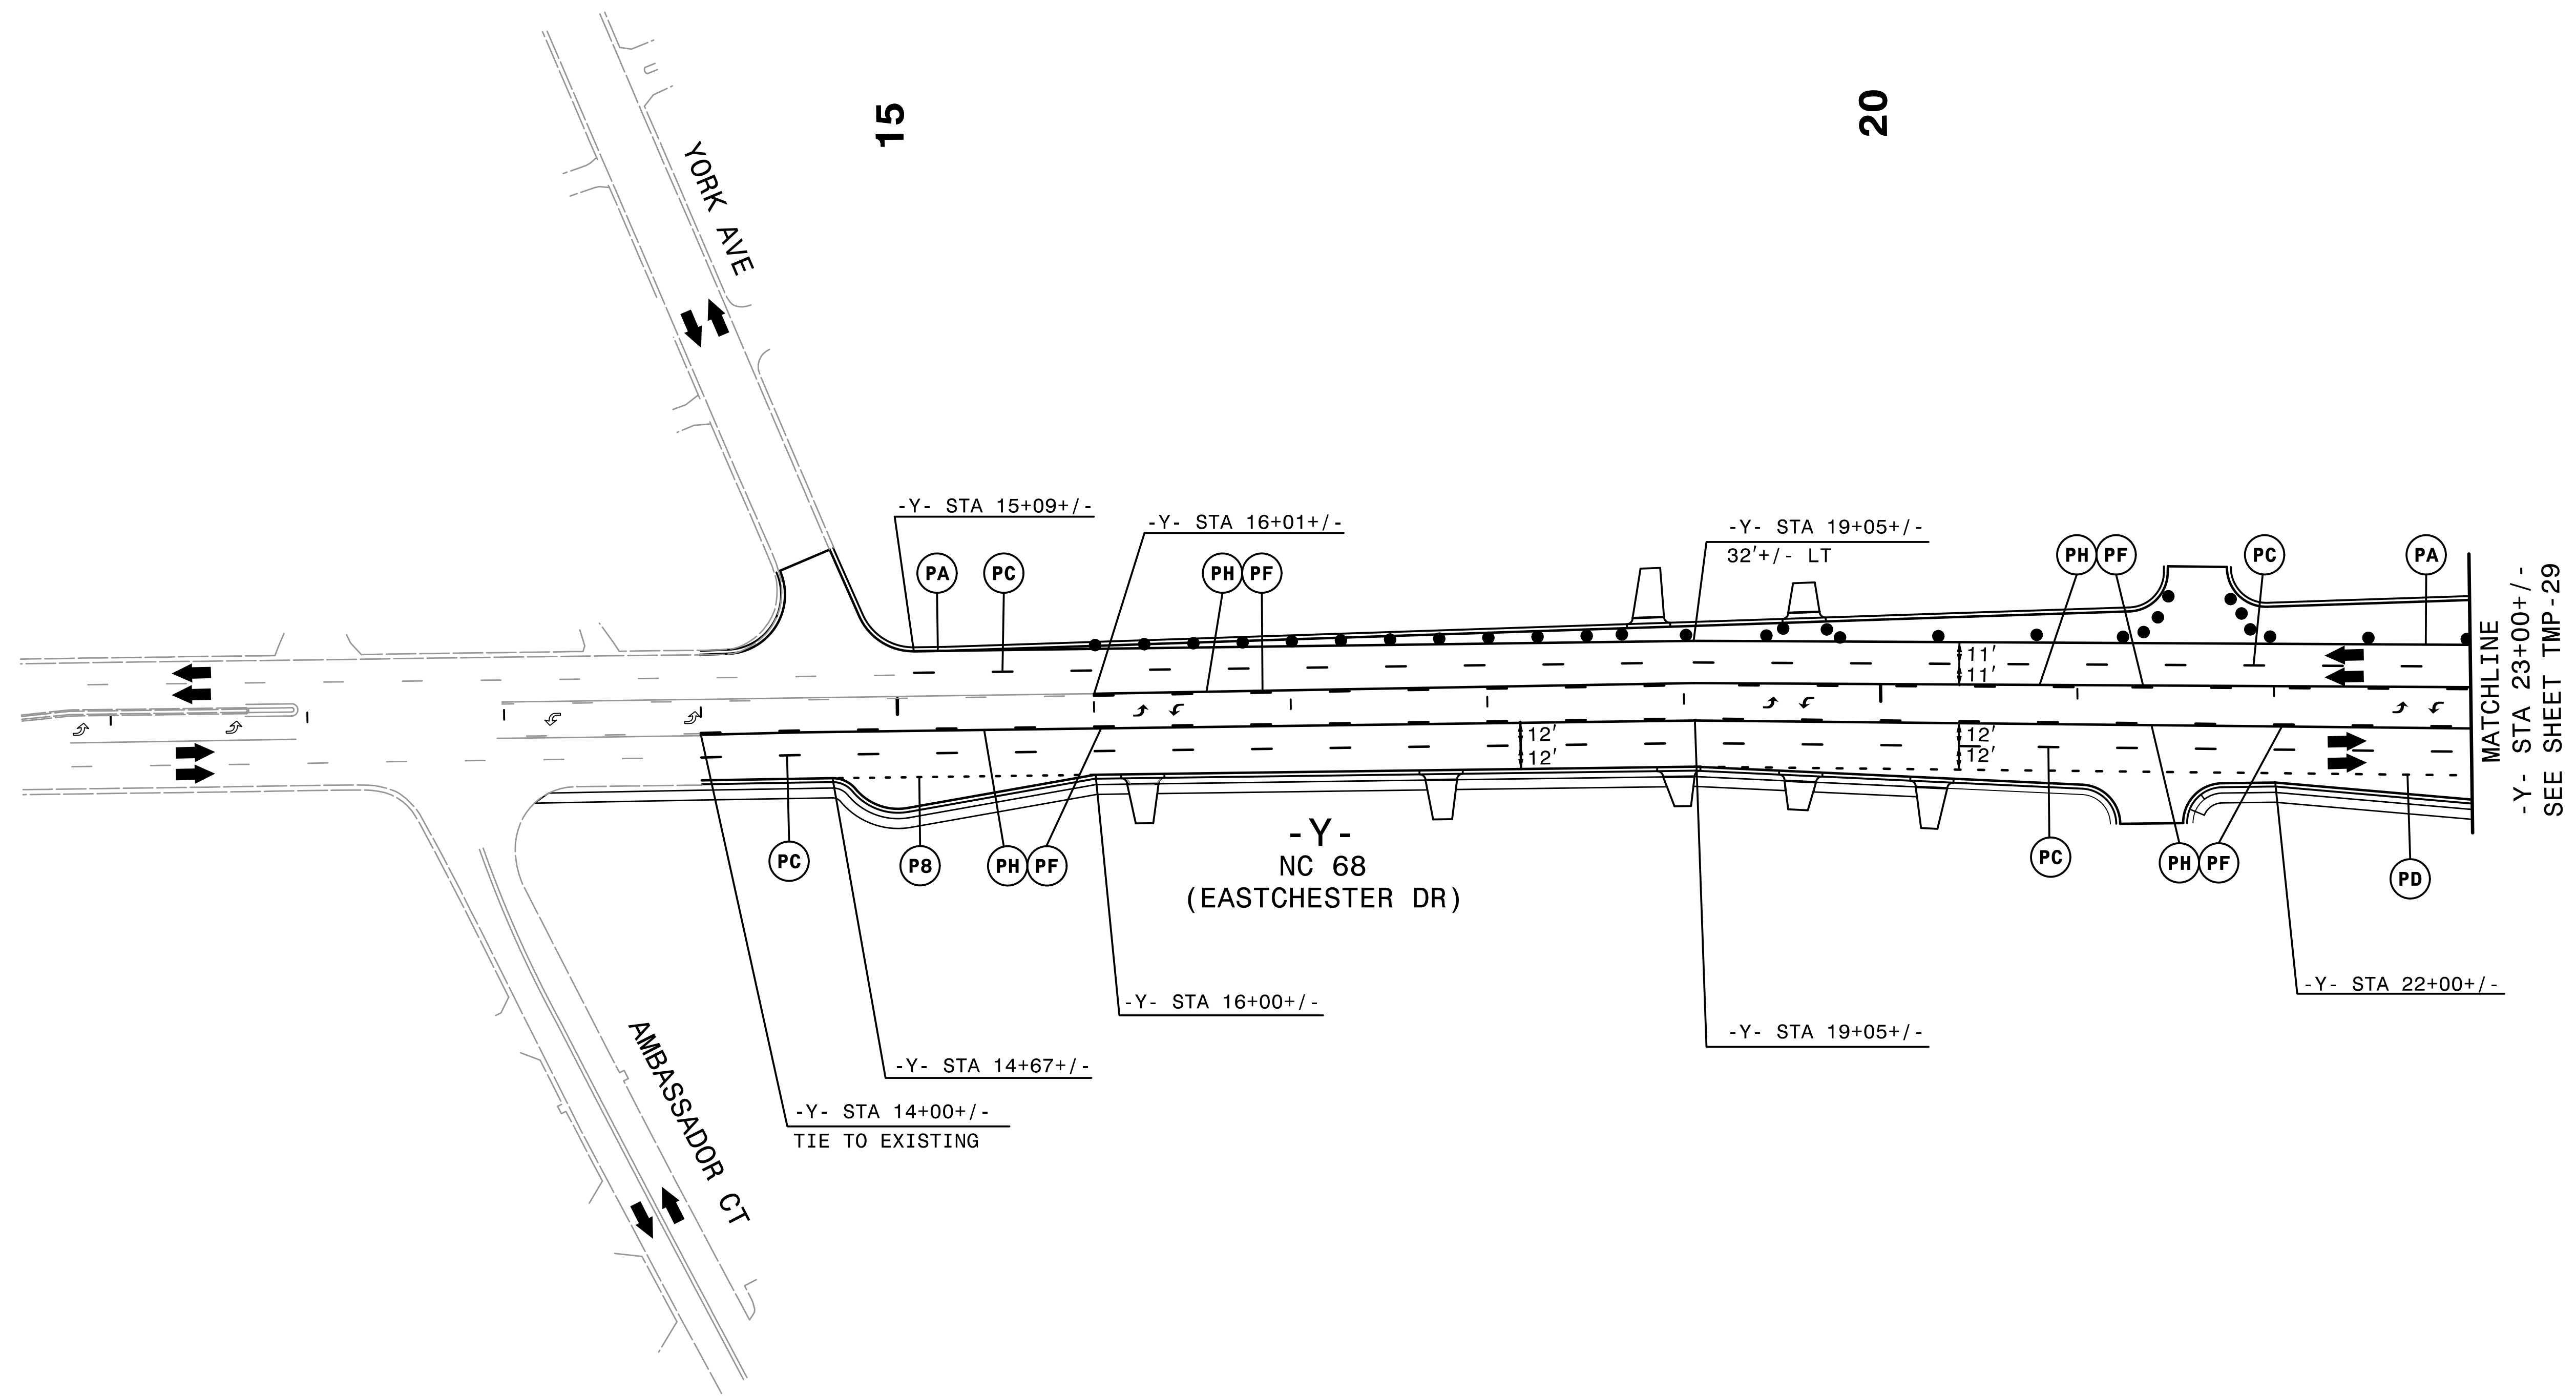 15
20
YORK AVE
-Y- STA 15+09+/-
-Y- STA 16+01+/-
-Y- STA 19+05+/-
32'+/- LT
PA
PC
PH
PF
PH
PF
PC
PA
11'
11'
12'
12'
12'
12'
MATCHLINE
-Y- STA 23+00+/-
SEE SHEET TMP-29
PC
P8
PH
PF
-Y-
NC 68
(EASTCHESTER DR)
PC
PH
PF
PD
-Y- STA 22+00+/-
-Y- STA 16+00+/-
-Y- STA 19+05+/-
-Y- STA 14+67+/-
-Y- STA 14+00+/-
TIE TO EXISTING
AMBASSADOR CT